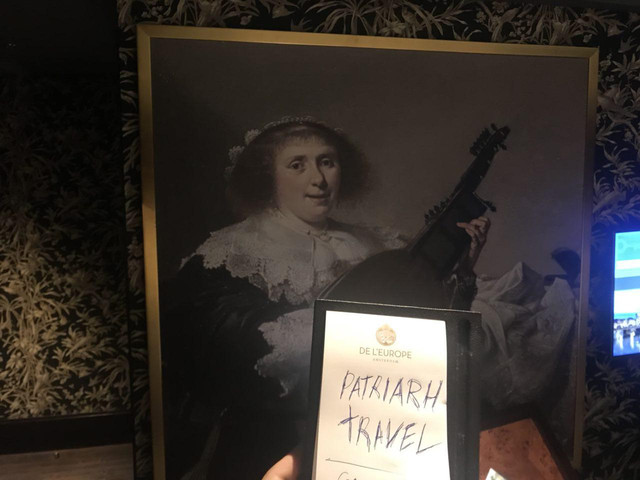 DE L'EUROPE
AMSTERDAM
PATRIARH
TRAVEL